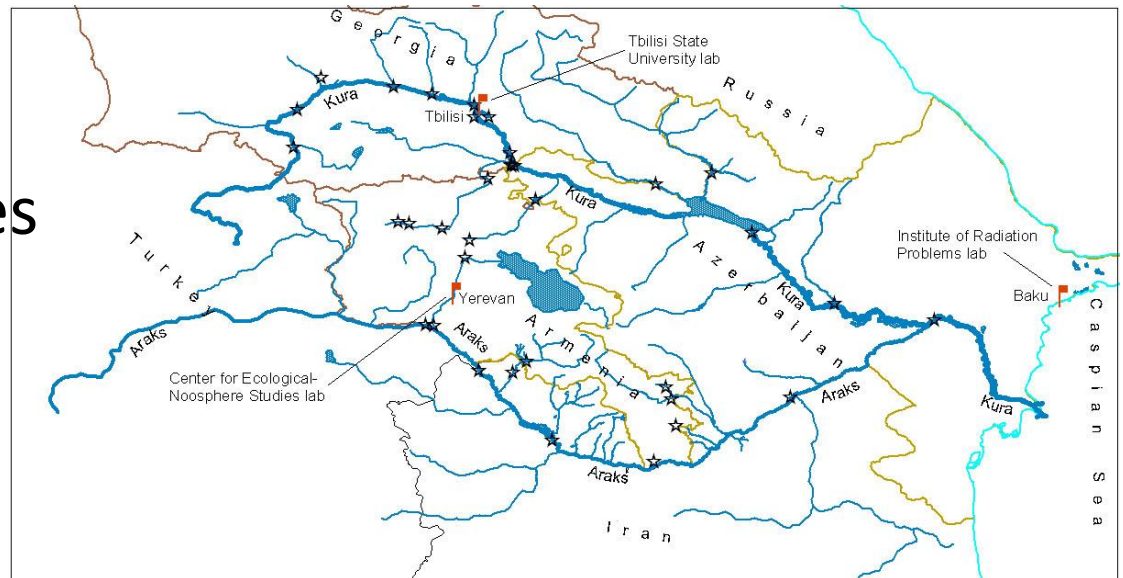 es
Georgia
Tbilisi State
University lab
Russia
Kura
Tbilisi
Kura
Turkey
Azerbaijan
Institute of Radiation
Problems lab
Baku
Yerevan
Kura
Araks
Araks
Armenia
Caspian Sea
Center for Ecological-
Noosphere Studies lab
Araks
Kura
Araks
Iran